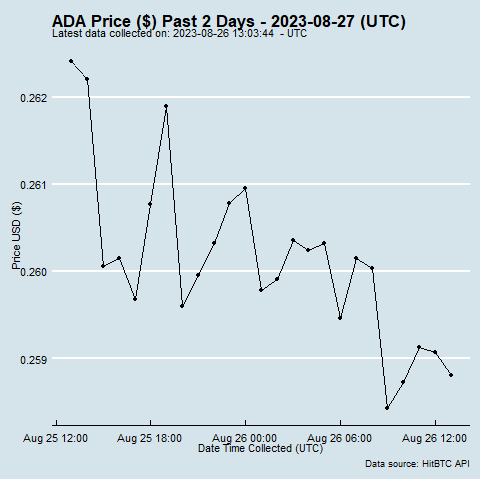 ADA Price ($) Past 2 Days - 2023-08-27 (UTC)
Latest data collected on: 2023-08-26 13:03:44 - UTC
0.262
0.261
0.260
0.259
Price USD ($)
Aug 25 12:00 Aug 25 18:00 Aug 26 00:00 Aug 26 06:00 Aug 26 12:00
Date Time Collected (UTC)
Data source: HitBTC API